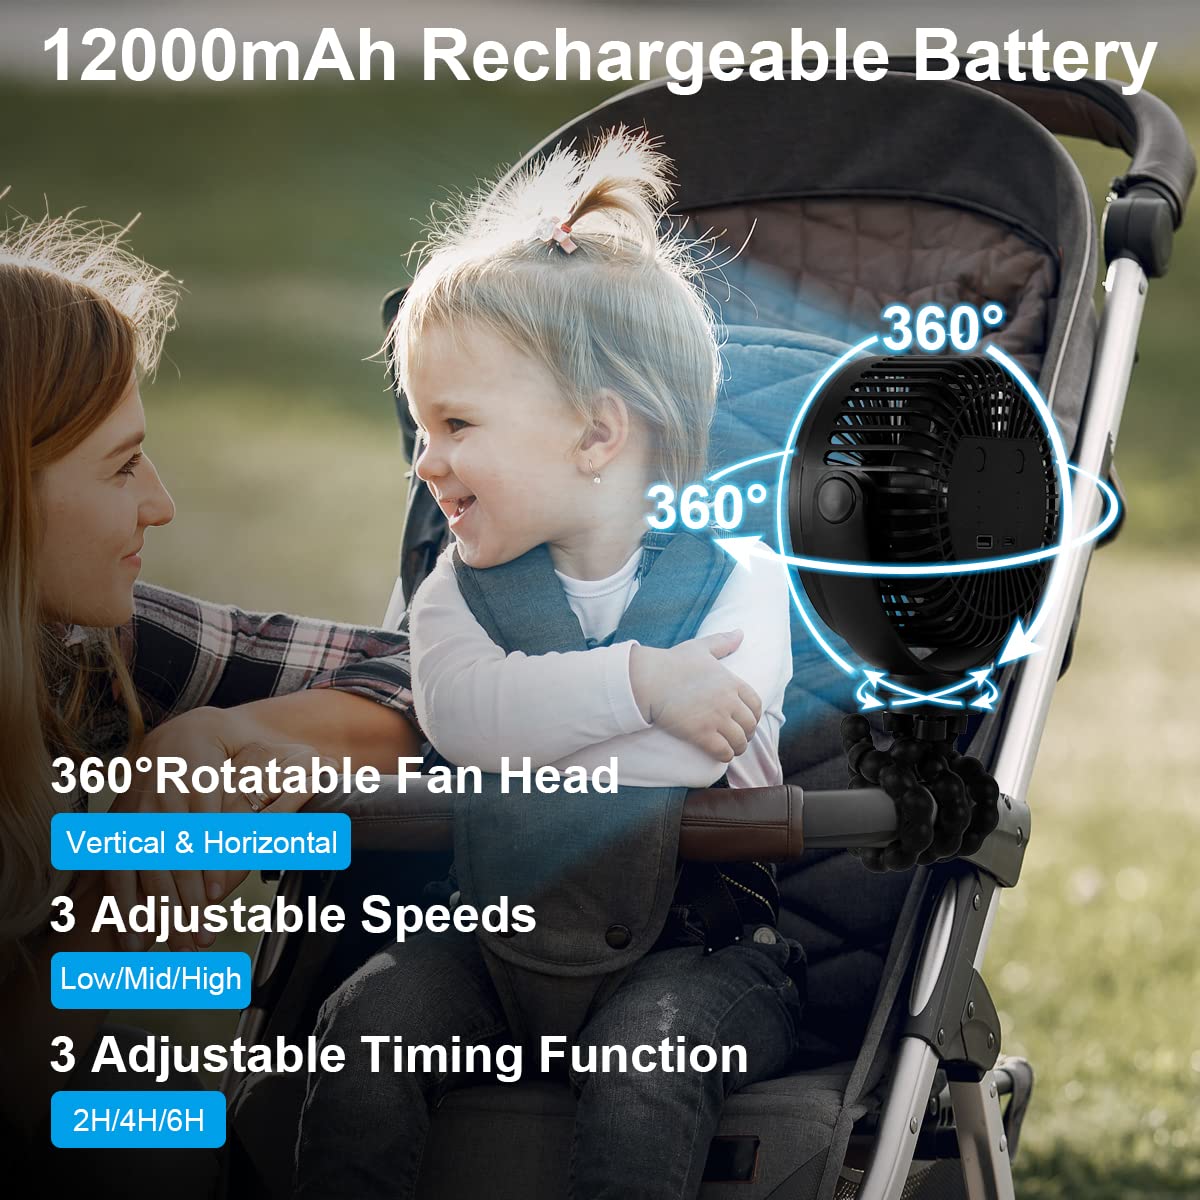 12000mAh Rechargeable Battery
360°
360°
360°Rotatable Fan Head
Vertical & Horizontal
3 Adjustable Speeds
Low/Mid/High
3 Adjustable Timing Function
2H/4H/6H